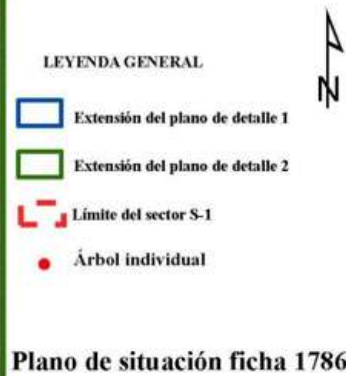 LEYENDA GENERAL
N
Extensión del plano de detalle 1
Extensión del plano de detalle 2
Límite del sector S-1
Árbol individual
Plano de situación ficha 1786